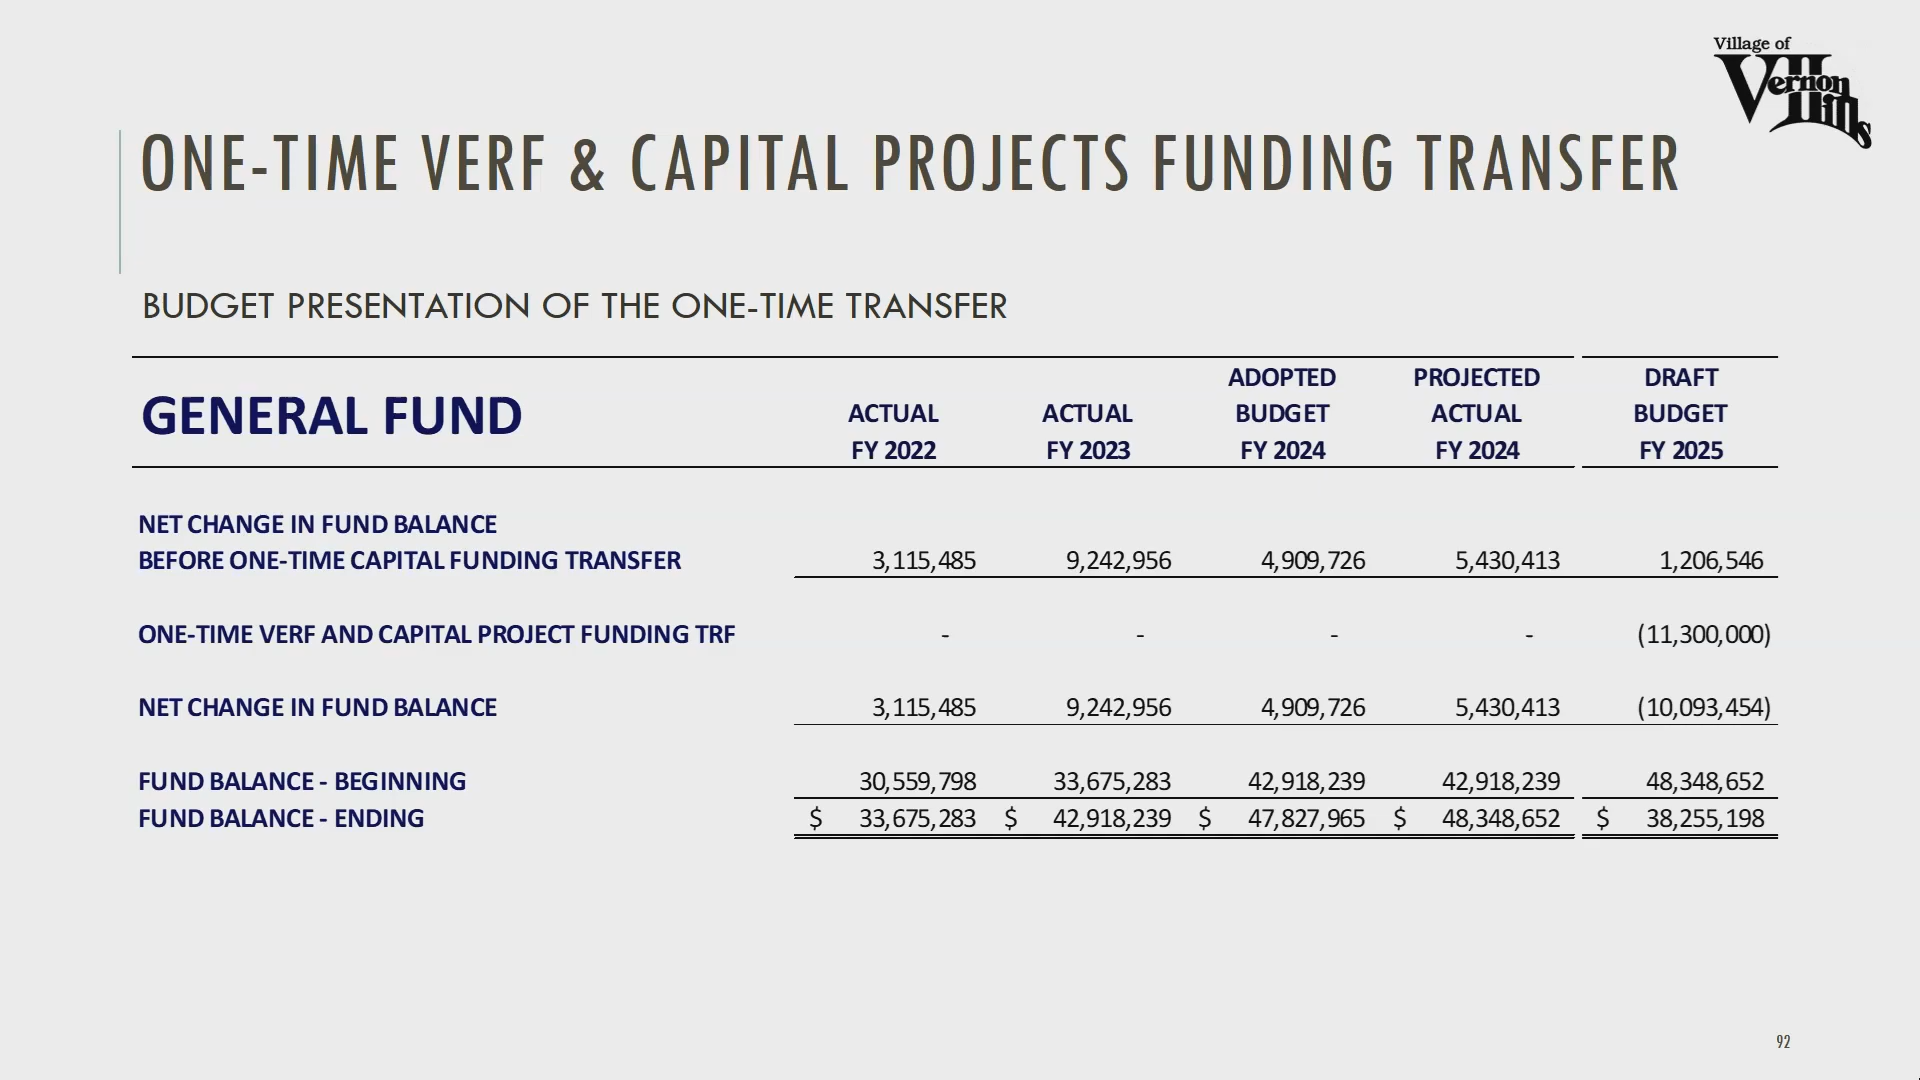 Village of
Vernon
Hills
ONE-TIME VERF & CAPITAL PROJECTS FUNDING TRANSFER
BUDGET PRESENTATION OF THE ONE-TIME TRANSFER
GENERAL FUND
ACTUAL FY 2022
ACTUAL FY 2023
ADOPTED BUDGET FY 2024
PROJECTED ACTUAL FY 2024
DRAFT BUDGET FY 2025
NET CHANGE IN FUND BALANCE
BEFORE ONE-TIME CAPITAL FUNDING TRANSFER 3,115,485 9,242,956 4,909,726 5,430,413 1,206,546
ONE-TIME VERF AND CAPITAL PROJECT FUNDING TRF - - - - (11,300,000)
NET CHANGE IN FUND BALANCE 3,115,485 9,242,956 4,909,726 5,430,413 (10,093,454)
FUND BALANCE - BEGINNING 30,559,798 33,675,283 42,918,239 42,918,239 48,348,652
FUND BALANCE - ENDING $ 33,675,283 $ 42,918,239 $ 47,827,965 $ 48,348,652 $ 38,255,198
92